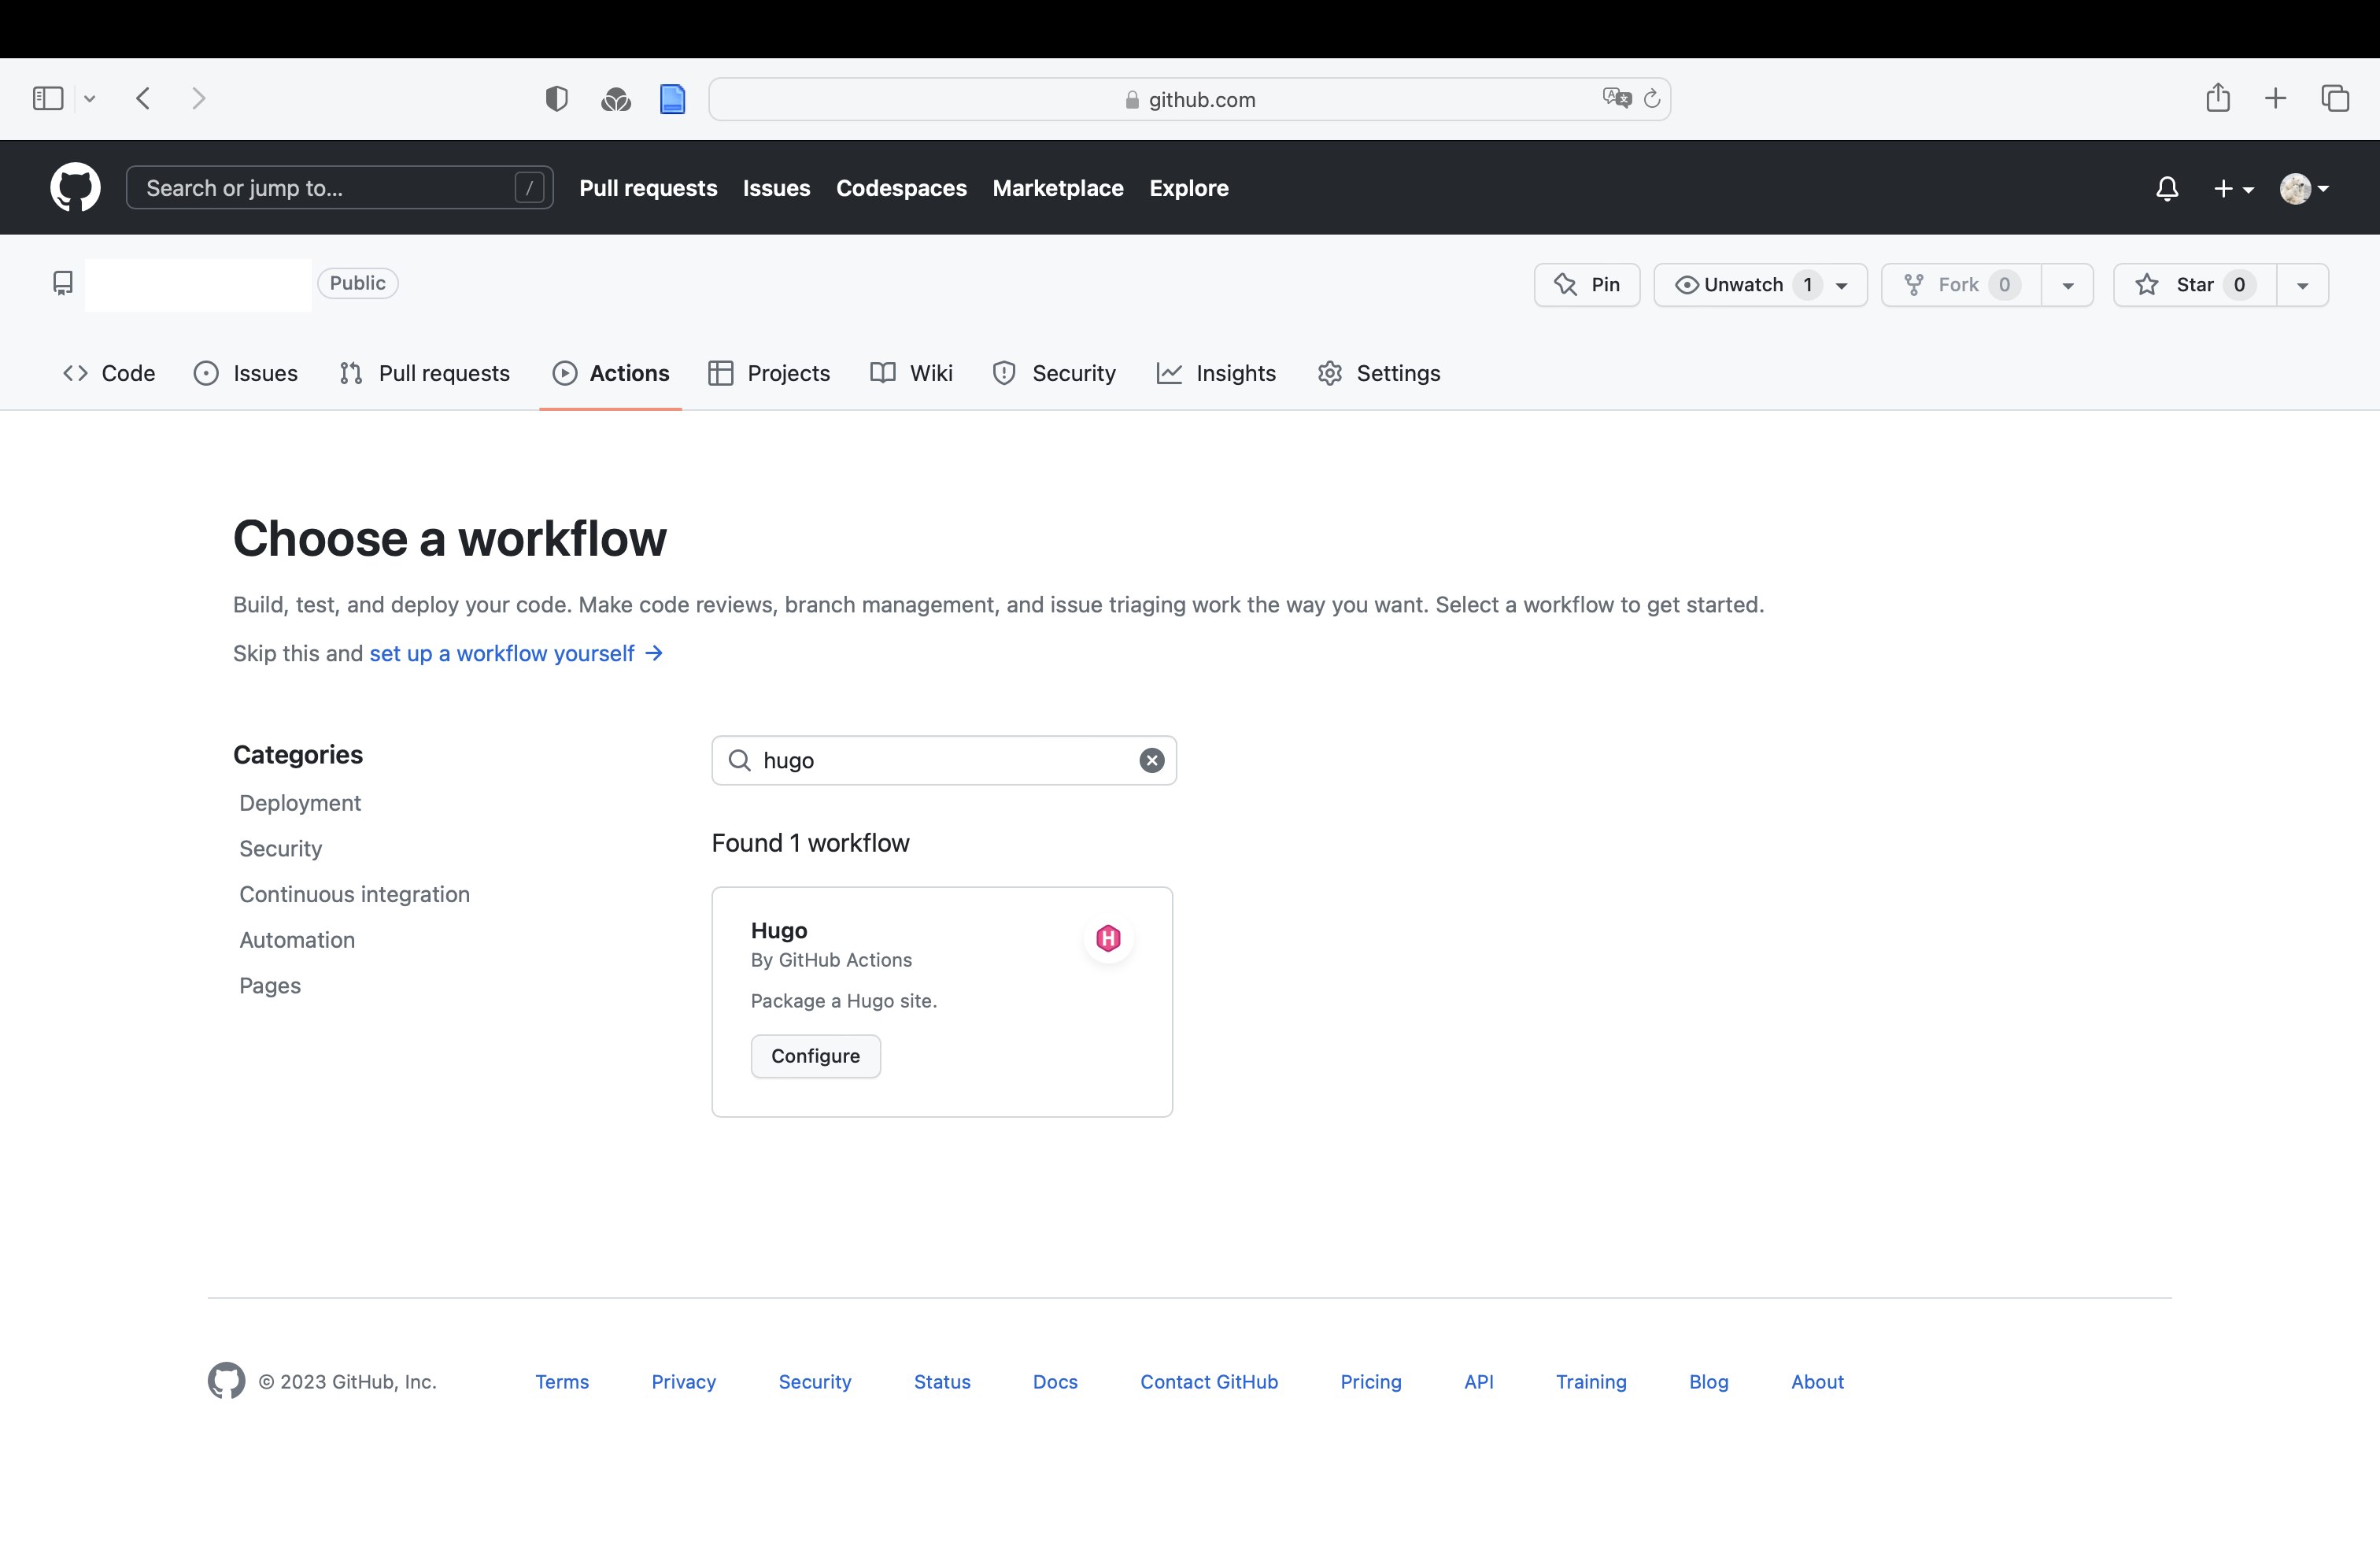 github.com
Search or jump to... /
Pull requests Issues Codespaces Marketplace Explore
Public
Pin Unwatch 1 Fork 0 Star 0
Code Issues Pull requests Actions Projects Wiki Security Insights Settings
Choose a workflow
Build, test, and deploy your code. Make code reviews, branch management, and issue triaging work the way you want. Select a workflow to get started.
Skip this and set up a workflow yourself →
Categories
Deployment
Security
Continuous integration
Automation
Pages
hugo
Found 1 workflow
Hugo
By GitHub Actions
H
Package a Hugo site.
Configure
© 2023 GitHub, Inc. Terms Privacy Security Status Docs Contact GitHub Pricing API Training Blog About